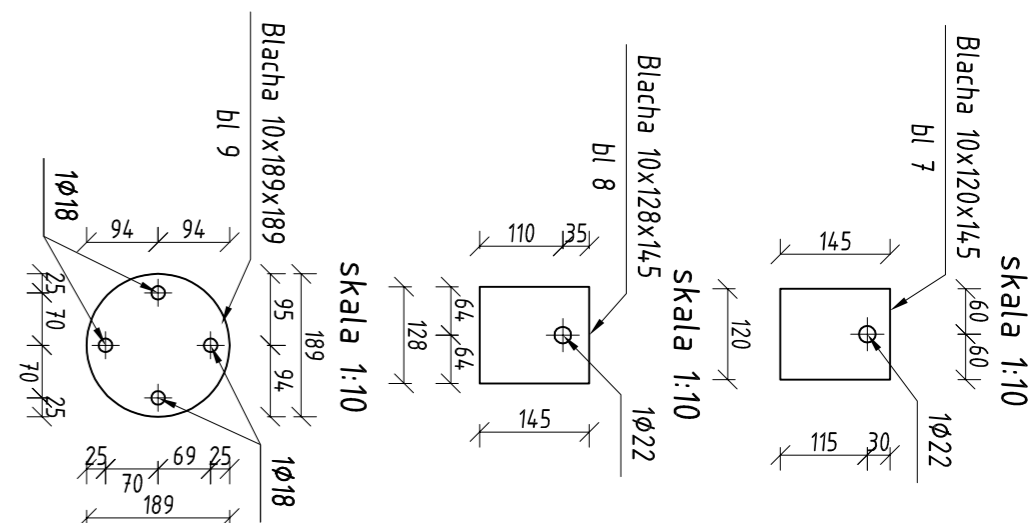 Blacha 10x189x189
bl 9
1ø18
94 94
25
70
70
25
95
94
189
25 70 69 25
189
1ø18
skala 1:10
Blacha 10x128x145
bl 8
110 35
64
64
128
145
1ø22
skala 1:10
Blacha 10x120x145
bl 7
145
120
60
60
115 30
1ø22
skala 1:10